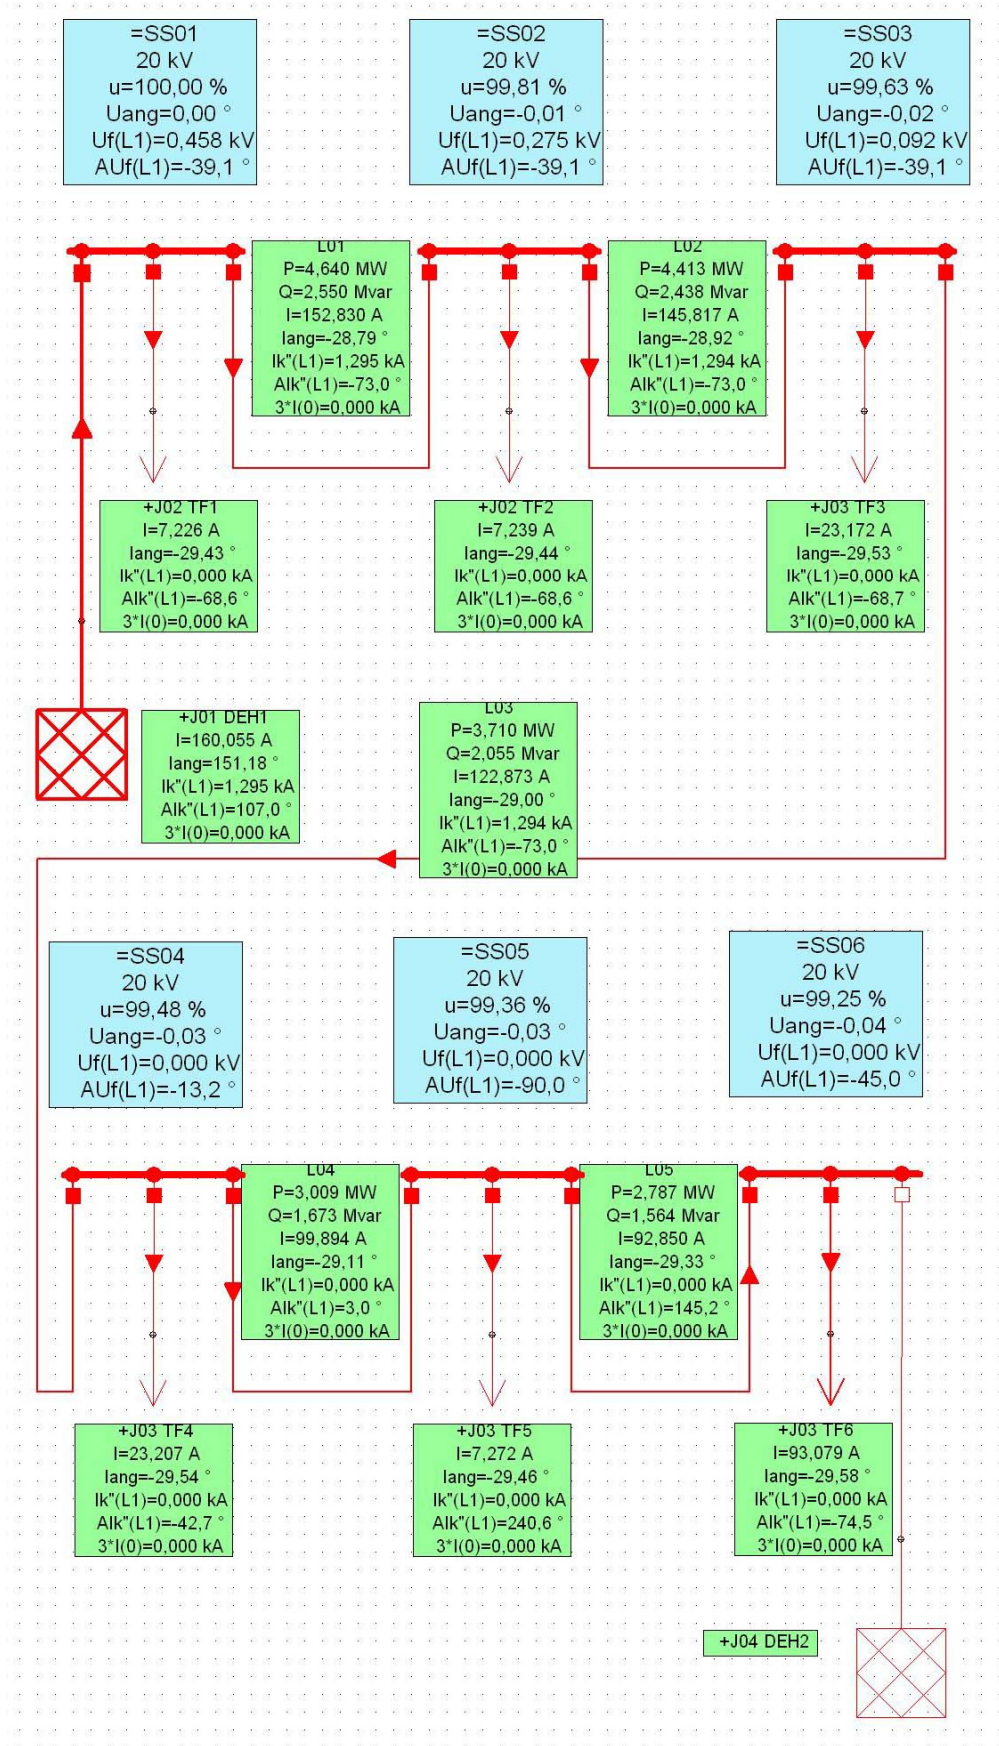 =SS01
20 kV
u=100,00 %
Uang=0,00 °
Uf(L1)=0,458 kV
AUf(L1)=-39,1 °
=SS02
20 kV
u=99,81 %
Uang=-0,01 °
Uf(L1)=0,275 kV
AUf(L1)=-39,1 °
=SS03
20 kV
u=99,63 %
Uang=-0,02 °
Uf(L1)=0,092 kV
AUf(L1)=-39,1 °
L01
P=4,640 MW
Q=2,550 Mvar
I=152,830 A
Iang=-28,79 °
Ik"(L1)=1,295 kA
AIk"(L1)=-73,0 °
3*I(0)=0,000 kA
L02
P=4,413 MW
Q=2,438 Mvar
I=145,817 A
Iang=-28,92 °
Ik"(L1)=1,294 kA
AIk"(L1)=-73,0 °
3*I(0)=0,000 kA
+J02 TF1
I=7,226 A
Iang=-29,43 °
Ik"(L1)=0,000 kA
AIk"(L1)=-68,6 °
3*I(0)=0,000 kA
+J02 TF2
I=7,239 A
Iang=-29,44 °
Ik"(L1)=0,000 kA
AIk"(L1)=-68,6 °
3*I(0)=0,000 kA
+J03 TF3
I=23,172 A
Iang=-29,53 °
Ik"(L1)=0,000 kA
AIk"(L1)=-68,7 °
3*I(0)=0,000 kA
+J01 DEH1
I=160,055 A
Iang=151,18 °
Ik"(L1)=1,295 kA
AIk"(L1)=107,0 °
3*I(0)=0,000 kA
L03
P=3,710 MW
Q=2,055 Mvar
I=122,873 A
Iang=-29,00 °
Ik"(L1)=1,294 kA
AIk"(L1)=-73,0 °
3*I(0)=0,000 kA
=SS04
20 kV
u=99,48 %
Uang=-0,03 °
Uf(L1)=0,000 kV
AUf(L1)=-13,2 °
=SS05
20 kV
u=99,36 %
Uang=-0,03 °
Uf(L1)=0,000 kV
AUf(L1)=-90,0 °
=SS06
20 kV
u=99,25 %
Uang=-0,04 °
Uf(L1)=0,000 kV
AUf(L1)=-45,0 °
L04
P=3,009 MW
Q=1,673 Mvar
I=99,894 A
Iang=-29,11 °
Ik"(L1)=0,000 kA
AIk"(L1)=3,0 °
3*I(0)=0,000 kA
L05
P=2,787 MW
Q=1,564 Mvar
I=92,850 A
Iang=-29,33 °
Ik"(L1)=0,000 kA
AIk"(L1)=145,2 °
3*I(0)=0,000 kA
+J03 TF4
I=23,207 A
Iang=-29,54 °
Ik"(L1)=0,000 kA
AIk"(L1)=-42,7 °
3*I(0)=0,000 kA
+J03 TF5
I=7,272 A
Iang=-29,46 °
Ik"(L1)=0,000 kA
AIk"(L1)=240,6 °
3*I(0)=0,000 kA
+J03 TF6
I=93,079 A
Iang=-29,58 °
Ik"(L1)=0,000 kA
AIk"(L1)=-74,5 °
3*I(0)=0,000 kA
+J04 DEH2